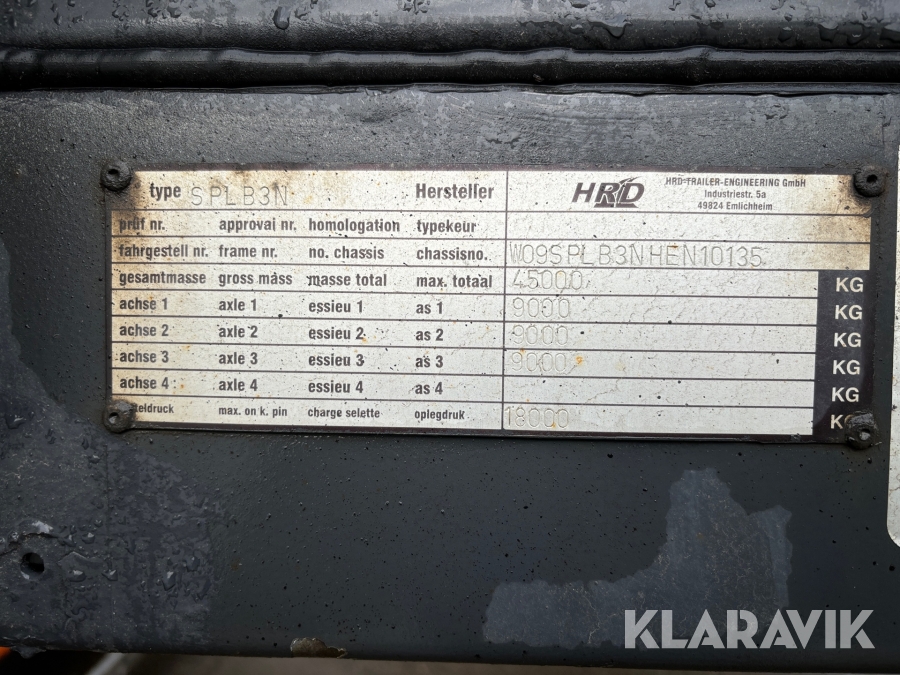 type SPLB3N Hersteller HRD HRD-TRAILER-ENGINEERING GmbH
Industriestr. 5a
49824 Emlichheim
prüf nr. approval nr. homologation typekeur
fahrgestell nr. frame nr. no. chassis chassisno. W09SPLB3NHEN10135
gesamtmasse gross mass masse total max. totaal 45000 KG
achse 1 axle 1 essieu 1 as 1 9000 KG
achse 2 axle 2 essieu 2 as 2 9000 KG
achse 3 axle 3 essieu 3 as 3 9000 KG
achse 4 axle 4 essieu 4 as 4 KG
max. on k. pin charge selette oplegdruk 18000 KG
KLARAVIK